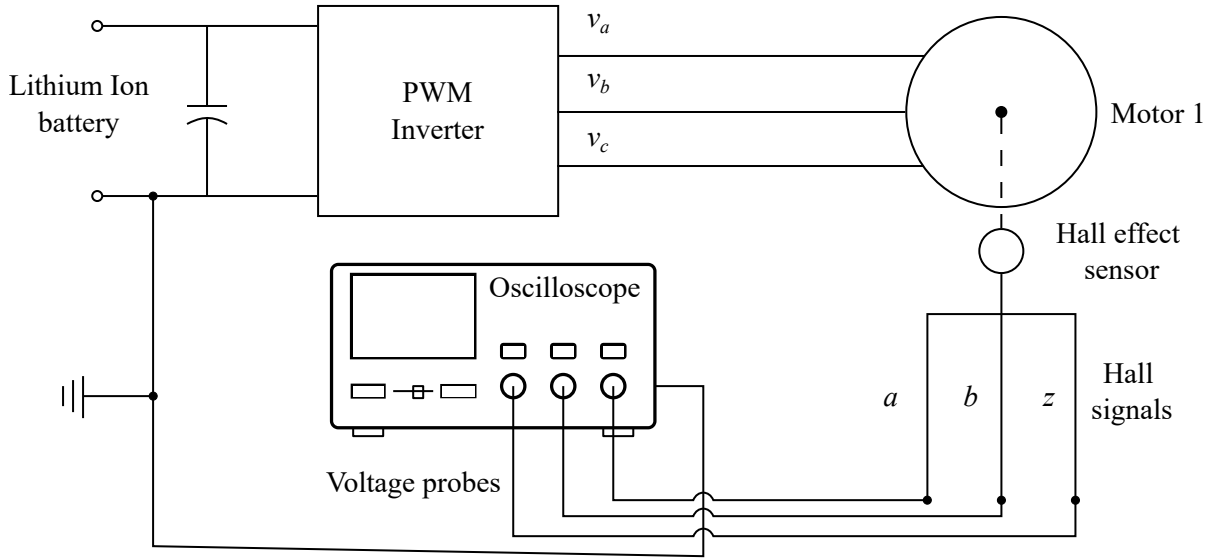 v_a
Lithium Ion
battery
PWM
Inverter
v_b
v_c
Motor 1
Hall effect
sensor
Oscilloscope
a
b
z
Hall
signals
Voltage probes